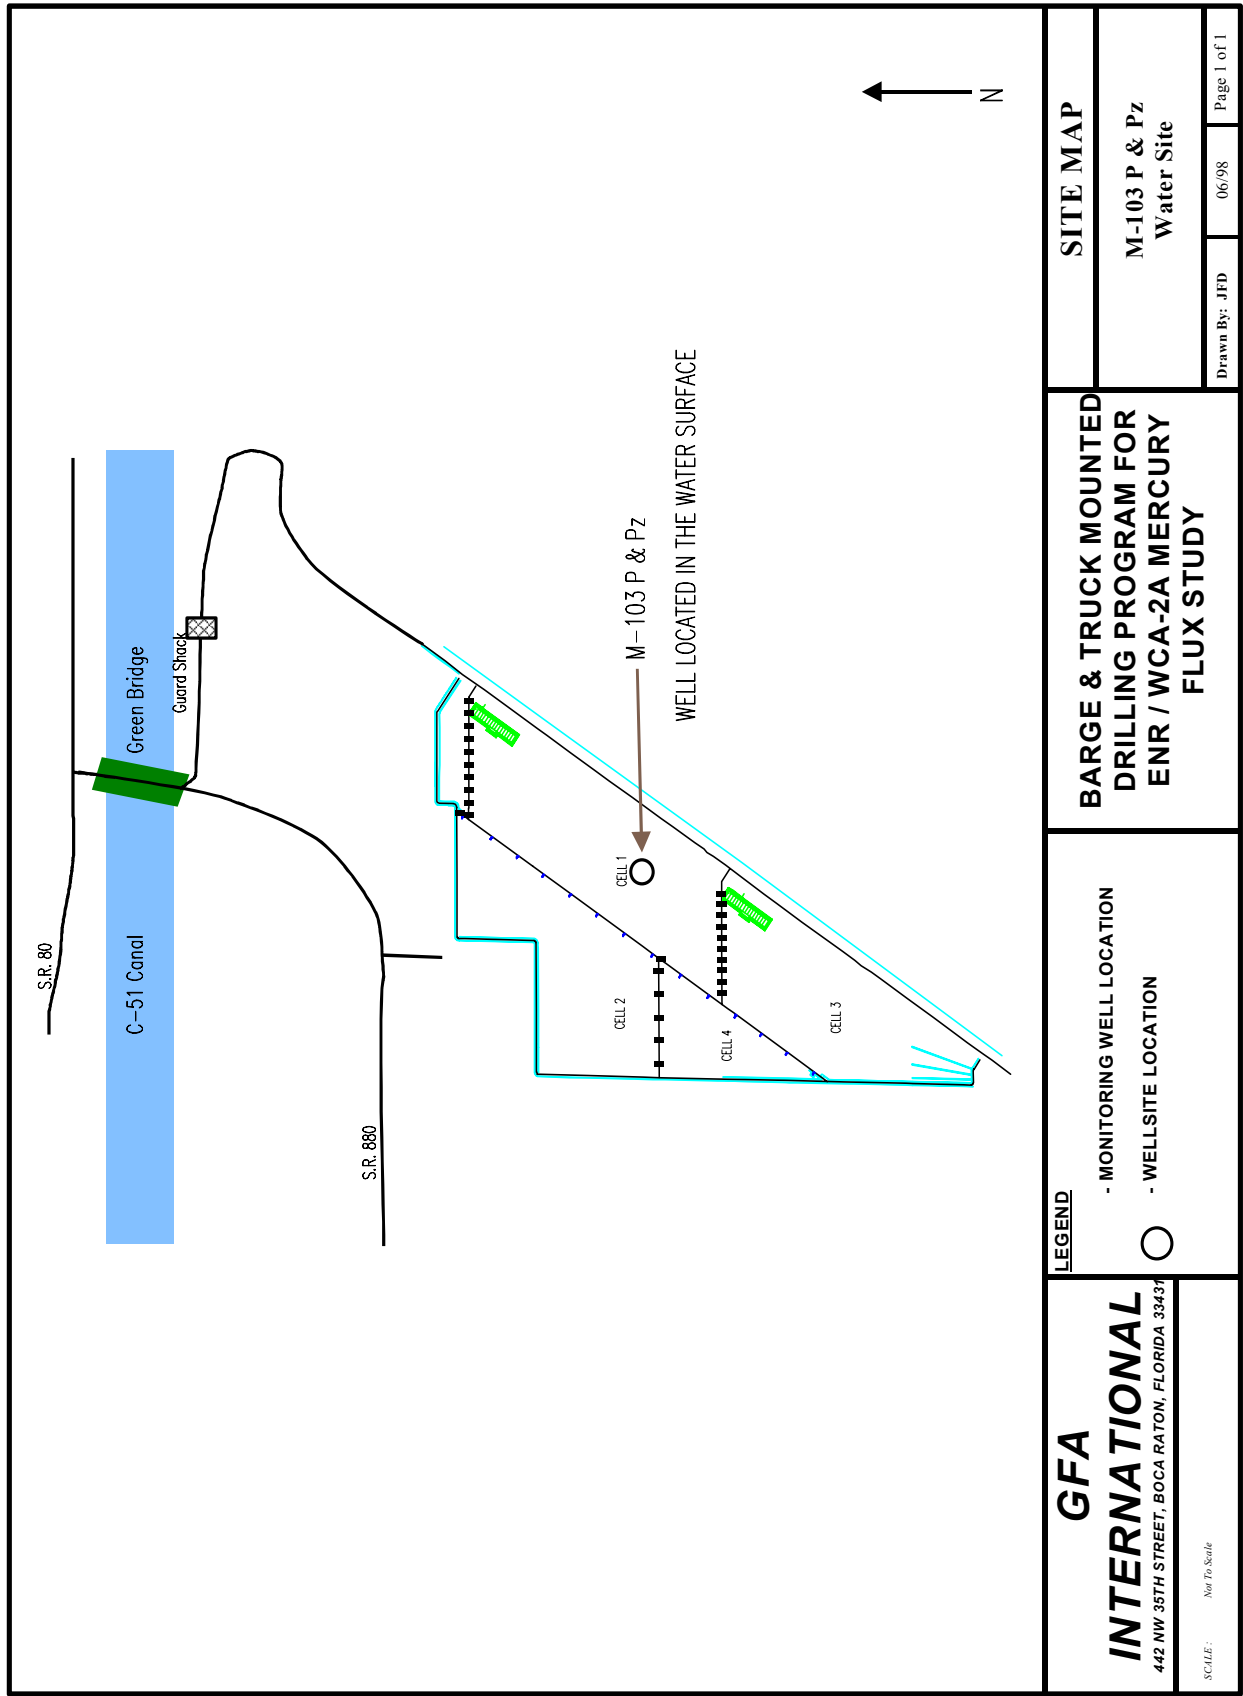 S.R. 80
C-51 Canal
Green Bridge
Guard Shack
S.R. 880
CELL 1
CELL 2
CELL 4
CELL 3
M-103 P & Pz
WELL LOCATED IN THE WATER SURFACE
N
GFA
INTERNATIONAL
442 NW 35TH STREET, BOCA RATON, FLORIDA 33431
SCALE : Not To Scale
LEGEND
- MONITORING WELL LOCATION
- WELLSITE LOCATION
BARGE & TRUCK MOUNTED
DRILLING PROGRAM FOR
ENR / WCA-2A MERCURY
FLUX STUDY
SITE MAP
M-103 P & Pz
Water Site
Drawn By: JFD 06/98 Page 1 of 1